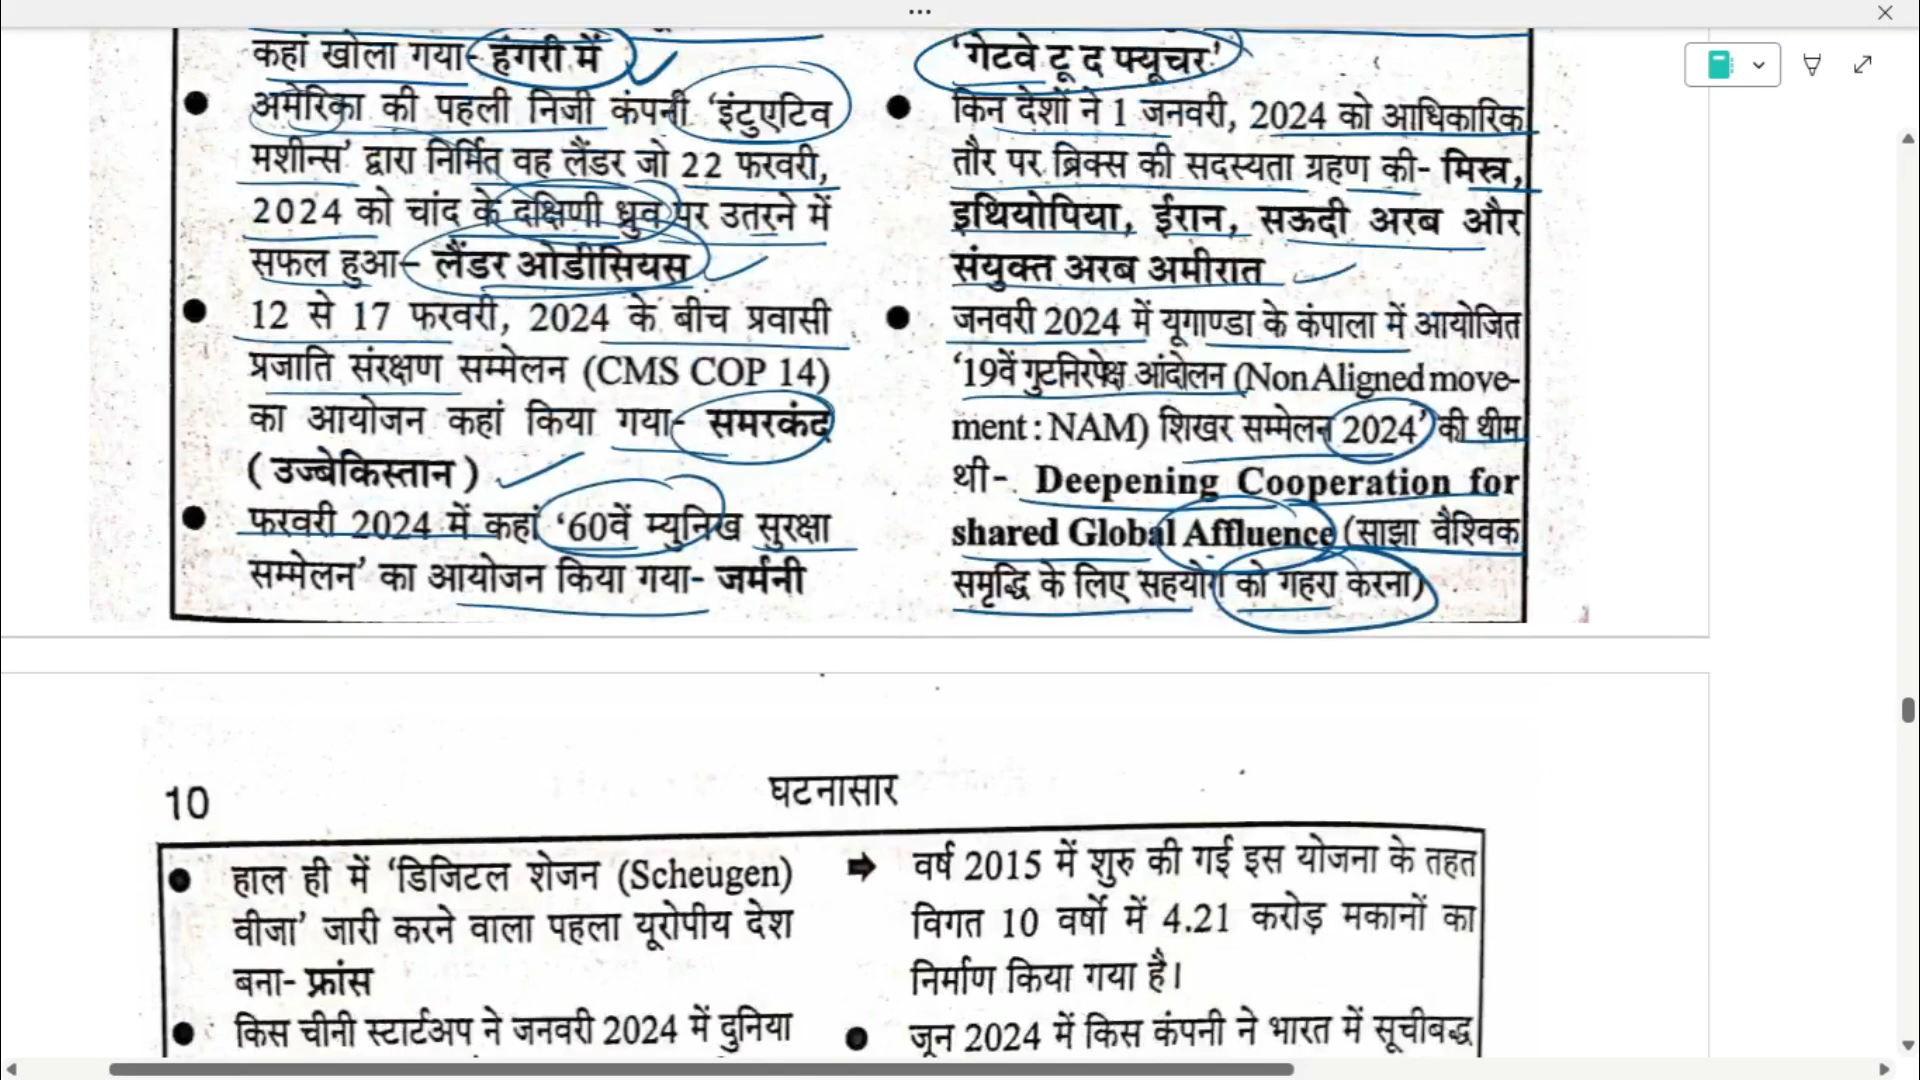 कहां खोला गया- हंगरी में
अमेरिका की पहली निजी कंपनी ‘इंटुएटिव
मशीन्स’ द्वारा निर्मित वह लैंडर जो 22 फरवरी,
2024 को चांद के दक्षिणी ध्रुव पर उतरने में
सफल हुआ– लैंडर ओडीसियस
12 से 17 फरवरी, 2024 के बीच प्रवासी
प्रजाति संरक्षण सम्मेलन (CMS COP 14)
का आयोजन कहां किया गया- समरकंद
(उज्बेकिस्तान)
फरवरी 2024 में कहां ‘60वें म्युनिख सुरक्षा
सम्मेलन’ का आयोजन किया गया- जर्मनी
‘गेटवे टू द फ्यूचर’
किन देशों ने 1 जनवरी, 2024 को आधिकारिक
तौर पर ब्रिक्स की सदस्यता ग्रहण की- मिस्त्र,
इथियोपिया, ईरान, सऊदी अरब और
संयुक्त अरब अमीरात
जनवरी 2024 में यूगाण्डा के कंपाला में आयोजित
‘19वें गुटनिरपेक्ष आंदोलन (Non Aligned move-
ment : NAM) शिखर सम्मेलन 2024’ की थीम
थी- Deepening Cooperation for
shared Global Affluence (साझा वैश्विक
समृद्धि के लिए सहयोग को गहरा करना)
10
घटनासार
हाल ही में ‘डिजिटल शेजन (Scheugen)
वीजा’ जारी करने वाला पहला यूरोपीय देश
बना- फ्रांस
किस चीनी स्टार्टअप ने जनवरी 2024 में दुनिया
वर्ष 2015 में शुरु की गई इस योजना के तहत
विगत 10 वर्षों में 4.21 करोड़ मकानों का
निर्माण किया गया है।
जून 2024 में किस कंपनी ने भारत में सूचीबद्ध